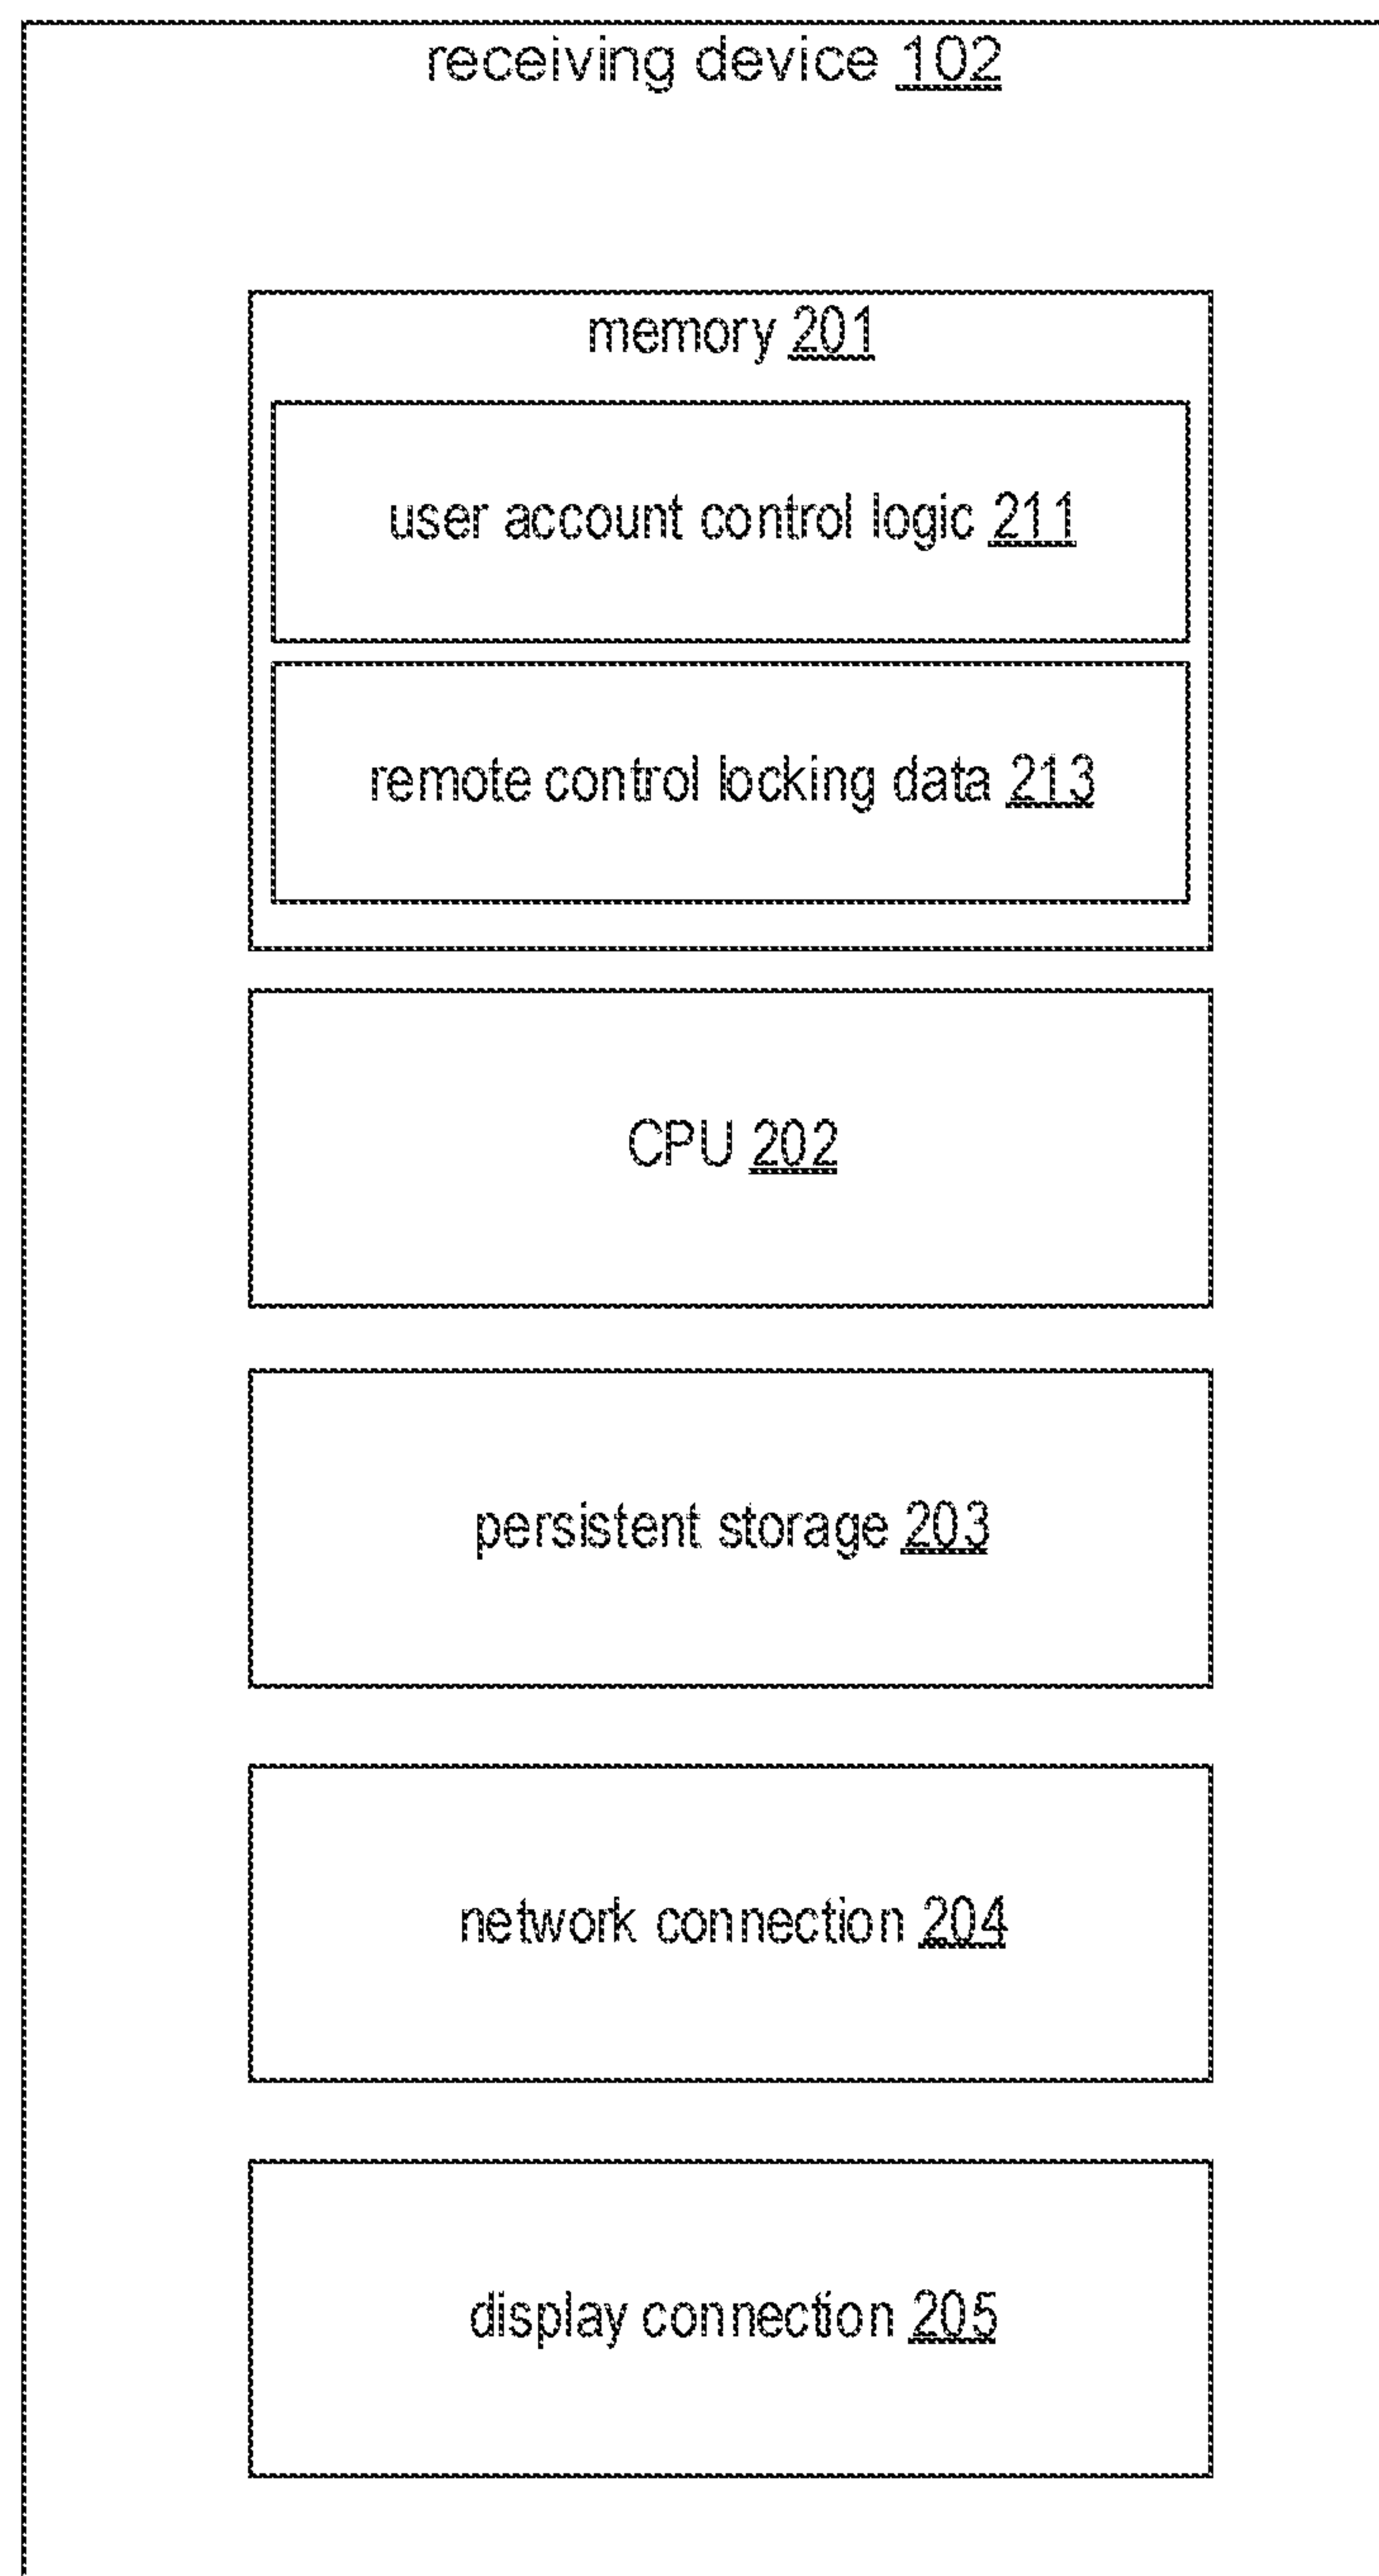 receiving device 102
memory 201
user account control logic 211
remote control locking data 213
CPU 202
persistent storage 203
network connection 204
display connection 205